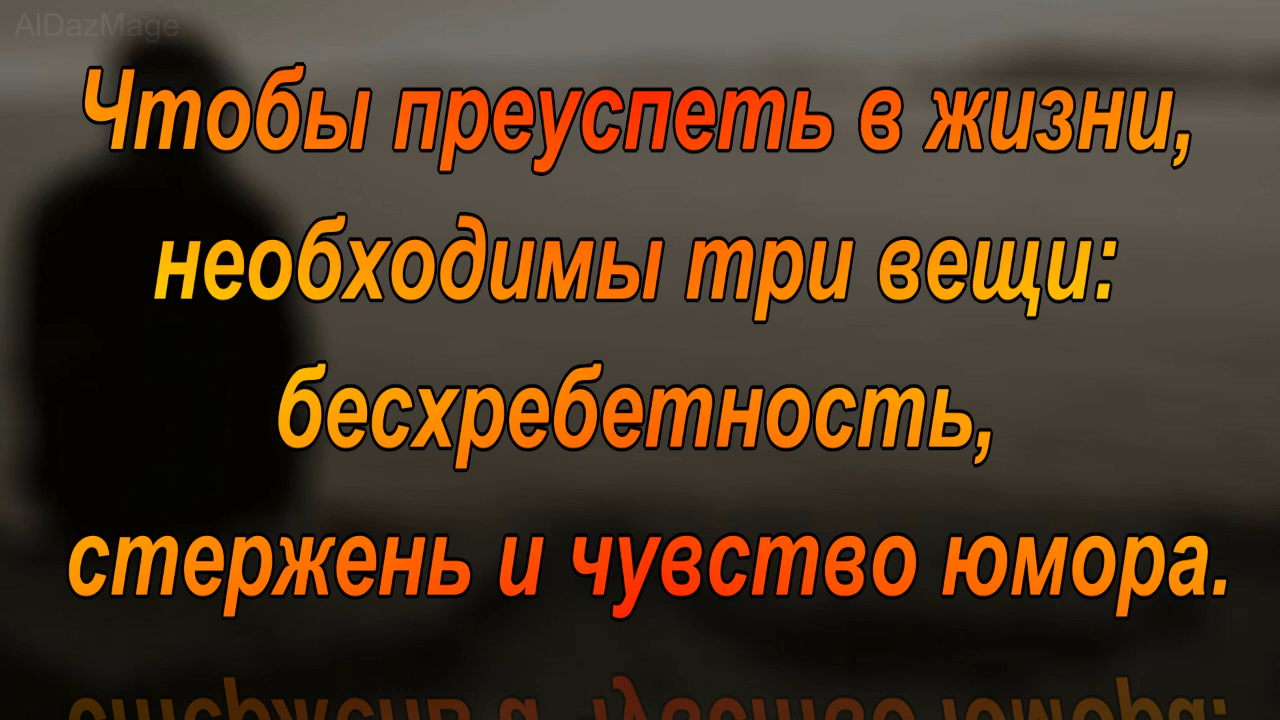 AlDazMage
Чтобы преуспеть в жизни,
необходимы три вещи:
бесхребетность,
стержень и чувство юмора.